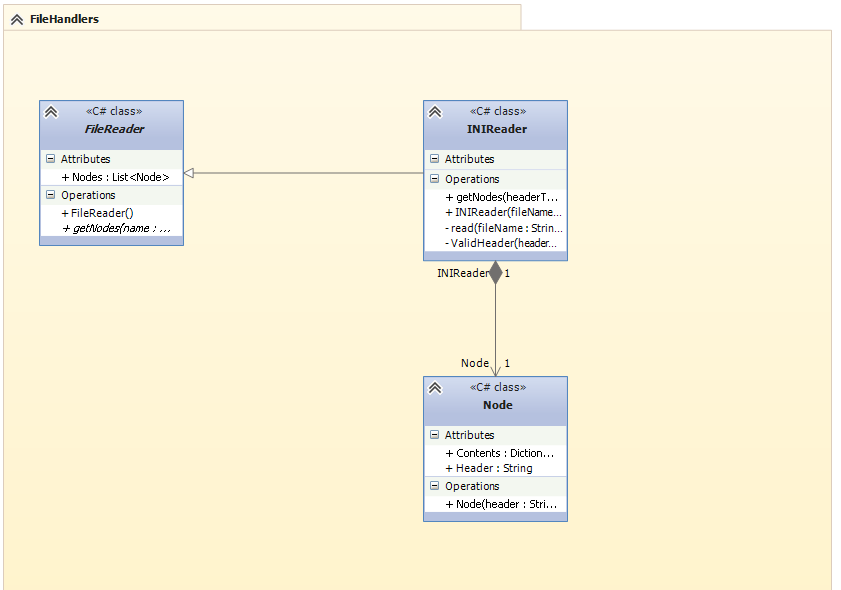 FileHandlers
«C# class»
FileReader
Attributes
+ Nodes : List<Node>
Operations
+ FileReader()
+ getNodes(name : ...
«C# class»
INIReader
Attributes
Operations
+ getNodes(headerT...
+ INIReader(fileName...
- read(fileName : Strin...
- ValidHeader(header...
INIReader 1
Node 1
«C# class»
Node
Attributes
+ Contents : Diction...
+ Header : String
Operations
+ Node(header : Stri...